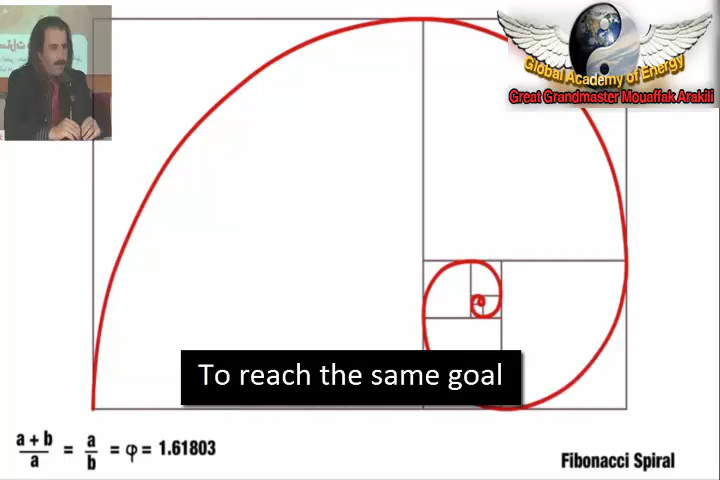 Global Academy of Energy
Great Grandmaster Mouaffak Arakili
To reach the same goal
a + b
a
=
a
b
= φ = 1.61803
Fibonacci Spiral